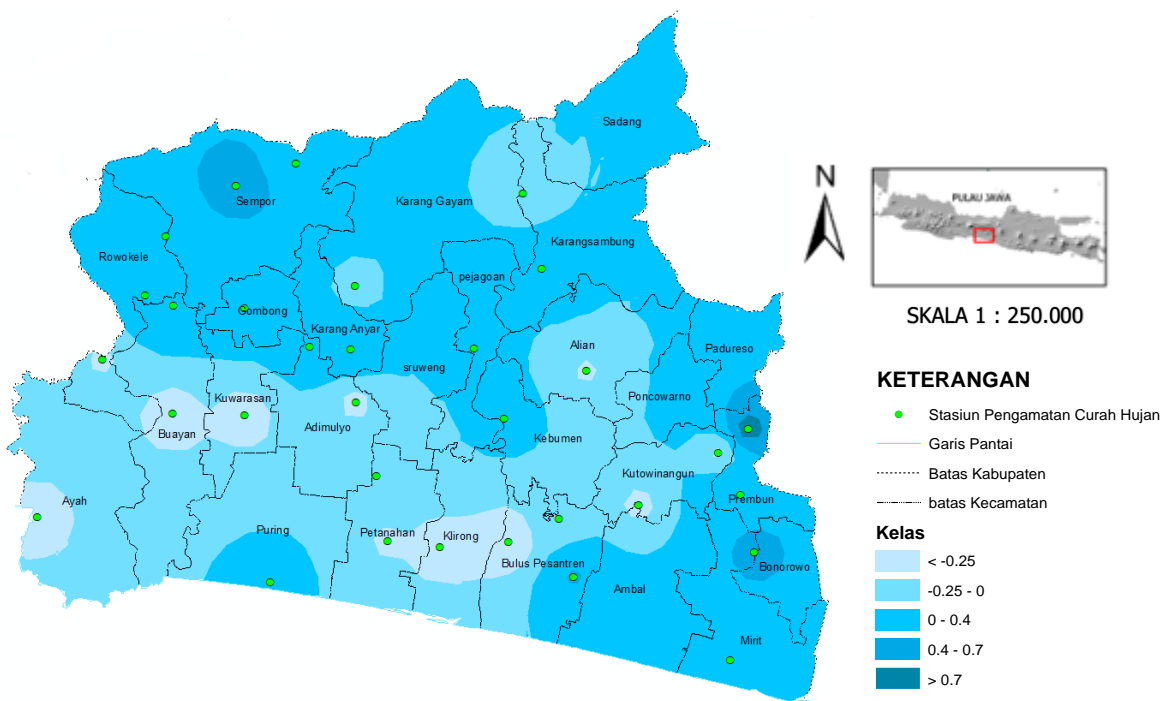 Sadang
Sempor
Karang Gayam
Karangsambung
Rowokele
pejagoan
Gombong
Karang Anyar
Alian
Padureso
sruweng
Poncowarno
Kuwarasan
Adimulyo
Buayan
Kebumen
Kutowinangun
Ayah
Prembun
Puring
Petanahan
Klirong
Bulus Pesantren
Bonorowo
Ambal
Mirit
N
PULAU JAWA
SKALA 1 : 250.000
KETERANGAN
Stasiun Pengamatan Curah Hujan
Garis Pantai
Batas Kabupaten
batas Kecamatan
Kelas
< -0.25
-0.25 - 0
0 - 0.4
0.4 - 0.7
> 0.7